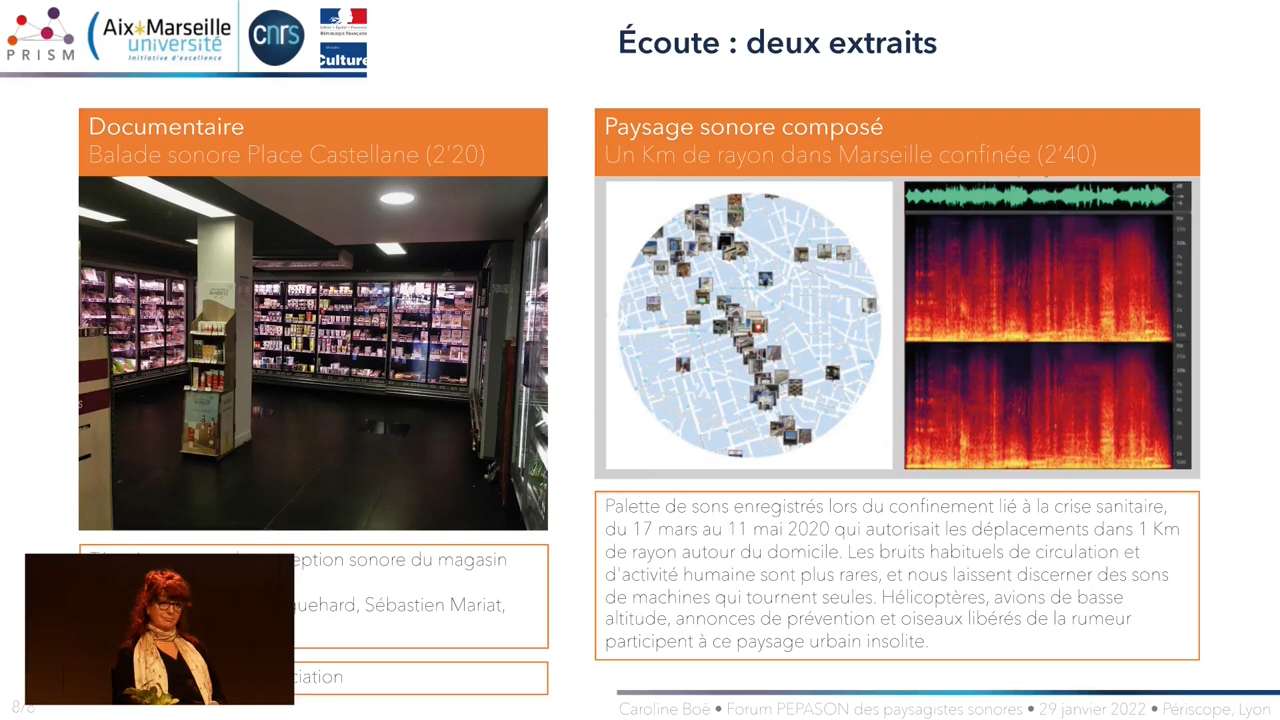 PRISM
Aix*Marseille
université
Initiative d'excellence
cnrs
RÉPUBLIQUE FRANÇAISE
Culture
Écoute : deux extraits
Documentaire
Balade sonore Place Castellane (2'20)
Paysage sonore composé
Un Km de rayon dans Marseille confinée (2'40)
sonore du magasin
Sébastien Mariat,
Palette de sons enregistrés lors du confinement lié à la crise sanitaire,
du 17 mars au 11 mai 2020 qui autorisait les déplacements dans 1 Km
de rayon autour du domicile. Les bruits habituels de circulation et
d'activité humaine sont plus rares, et nous laissent discerner des sons
de machines qui tournent seules. Hélicoptères, avions de basse
altitude, annonces de prévention et oiseaux libérés de la rumeur
participent à ce paysage urbain insolite.
Caroline Boë • Forum PEPASON des paysagistes sonores • 29 janvier 2022 • Périscope, Lyon